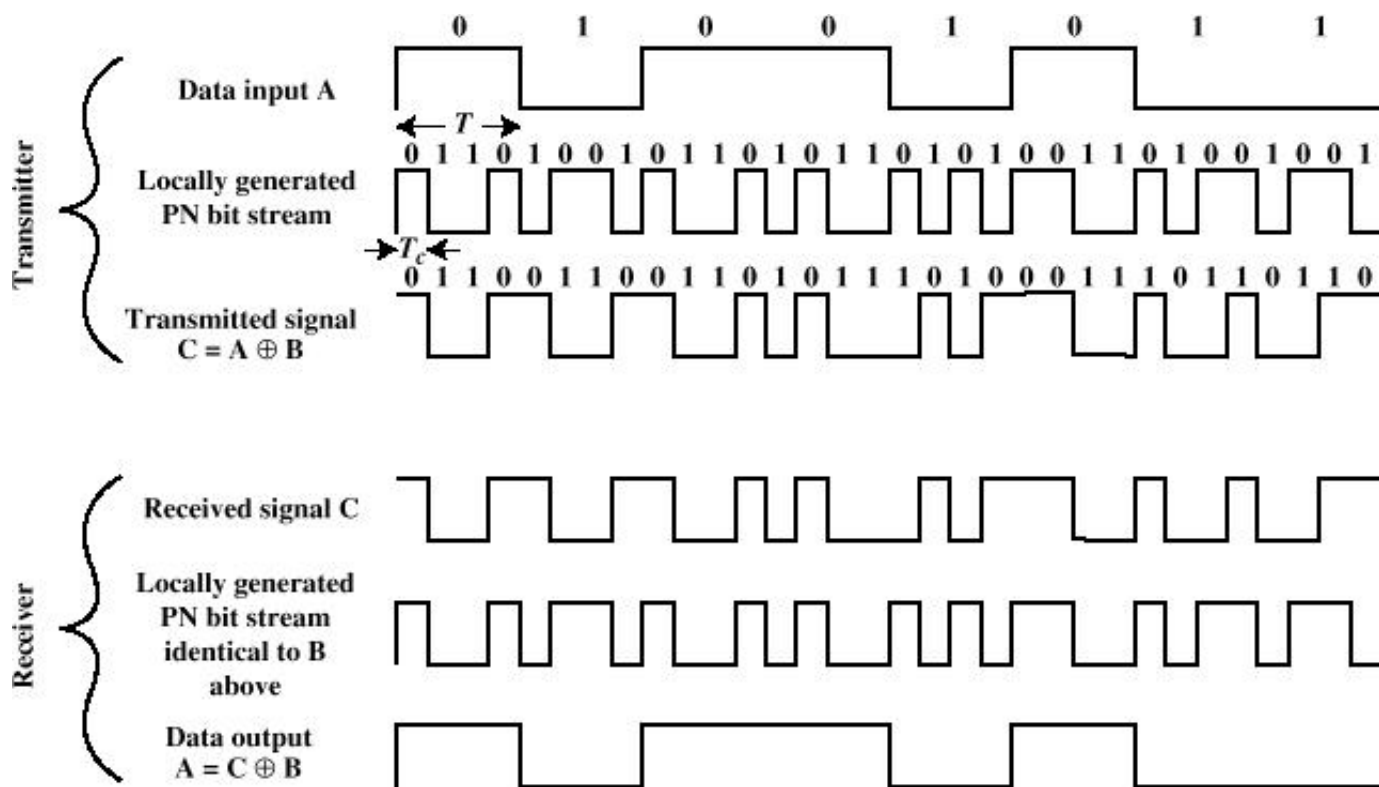 0 1 0 0 1 0 1 1
Data input A
T
0 1 1 0 1 0 0 1 0 1 1 0 1 0 1 1 0 1 0 1 0 0 1 1 0 1 0 0 1 0 0 1
Locally generated
PN bit stream
Tc
0 1 1 0 0 1 1 0 0 1 1 0 1 0 1 1 1 0 1 0 0 0 1 1 1 0 1 1 0 1 1 0
Transmitted signal
C = A ⊕ B
Transmitter
Received signal C
Locally generated
PN bit stream
identical to B
above
Data output
A = C ⊕ B
Receiver